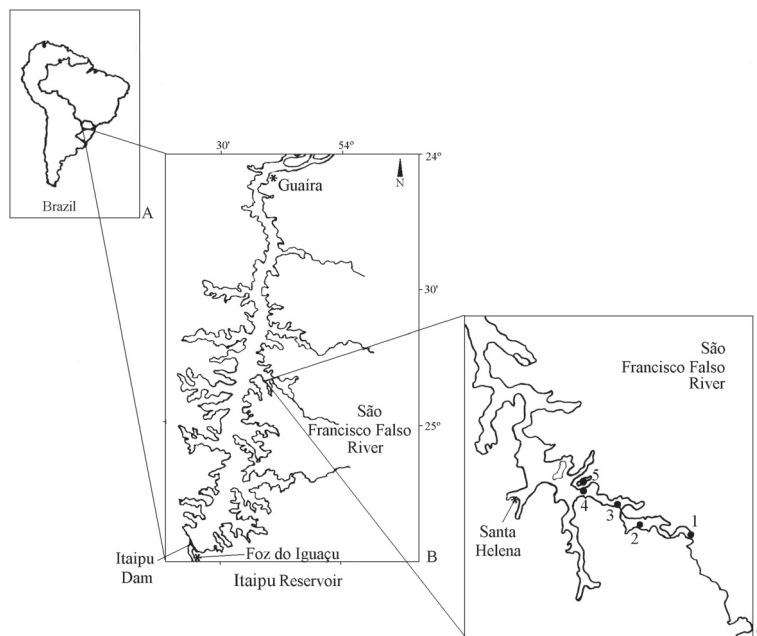 Brazil
A
30'
54º
24º
N
Guaíra
30'
São
Francisco Falso
River
25º
Itaipu
Dam
Foz do Iguaçu
B
Itaipu Reservoir
São
Francisco Falso
River
5
4
3
2
1
Santa
Helena